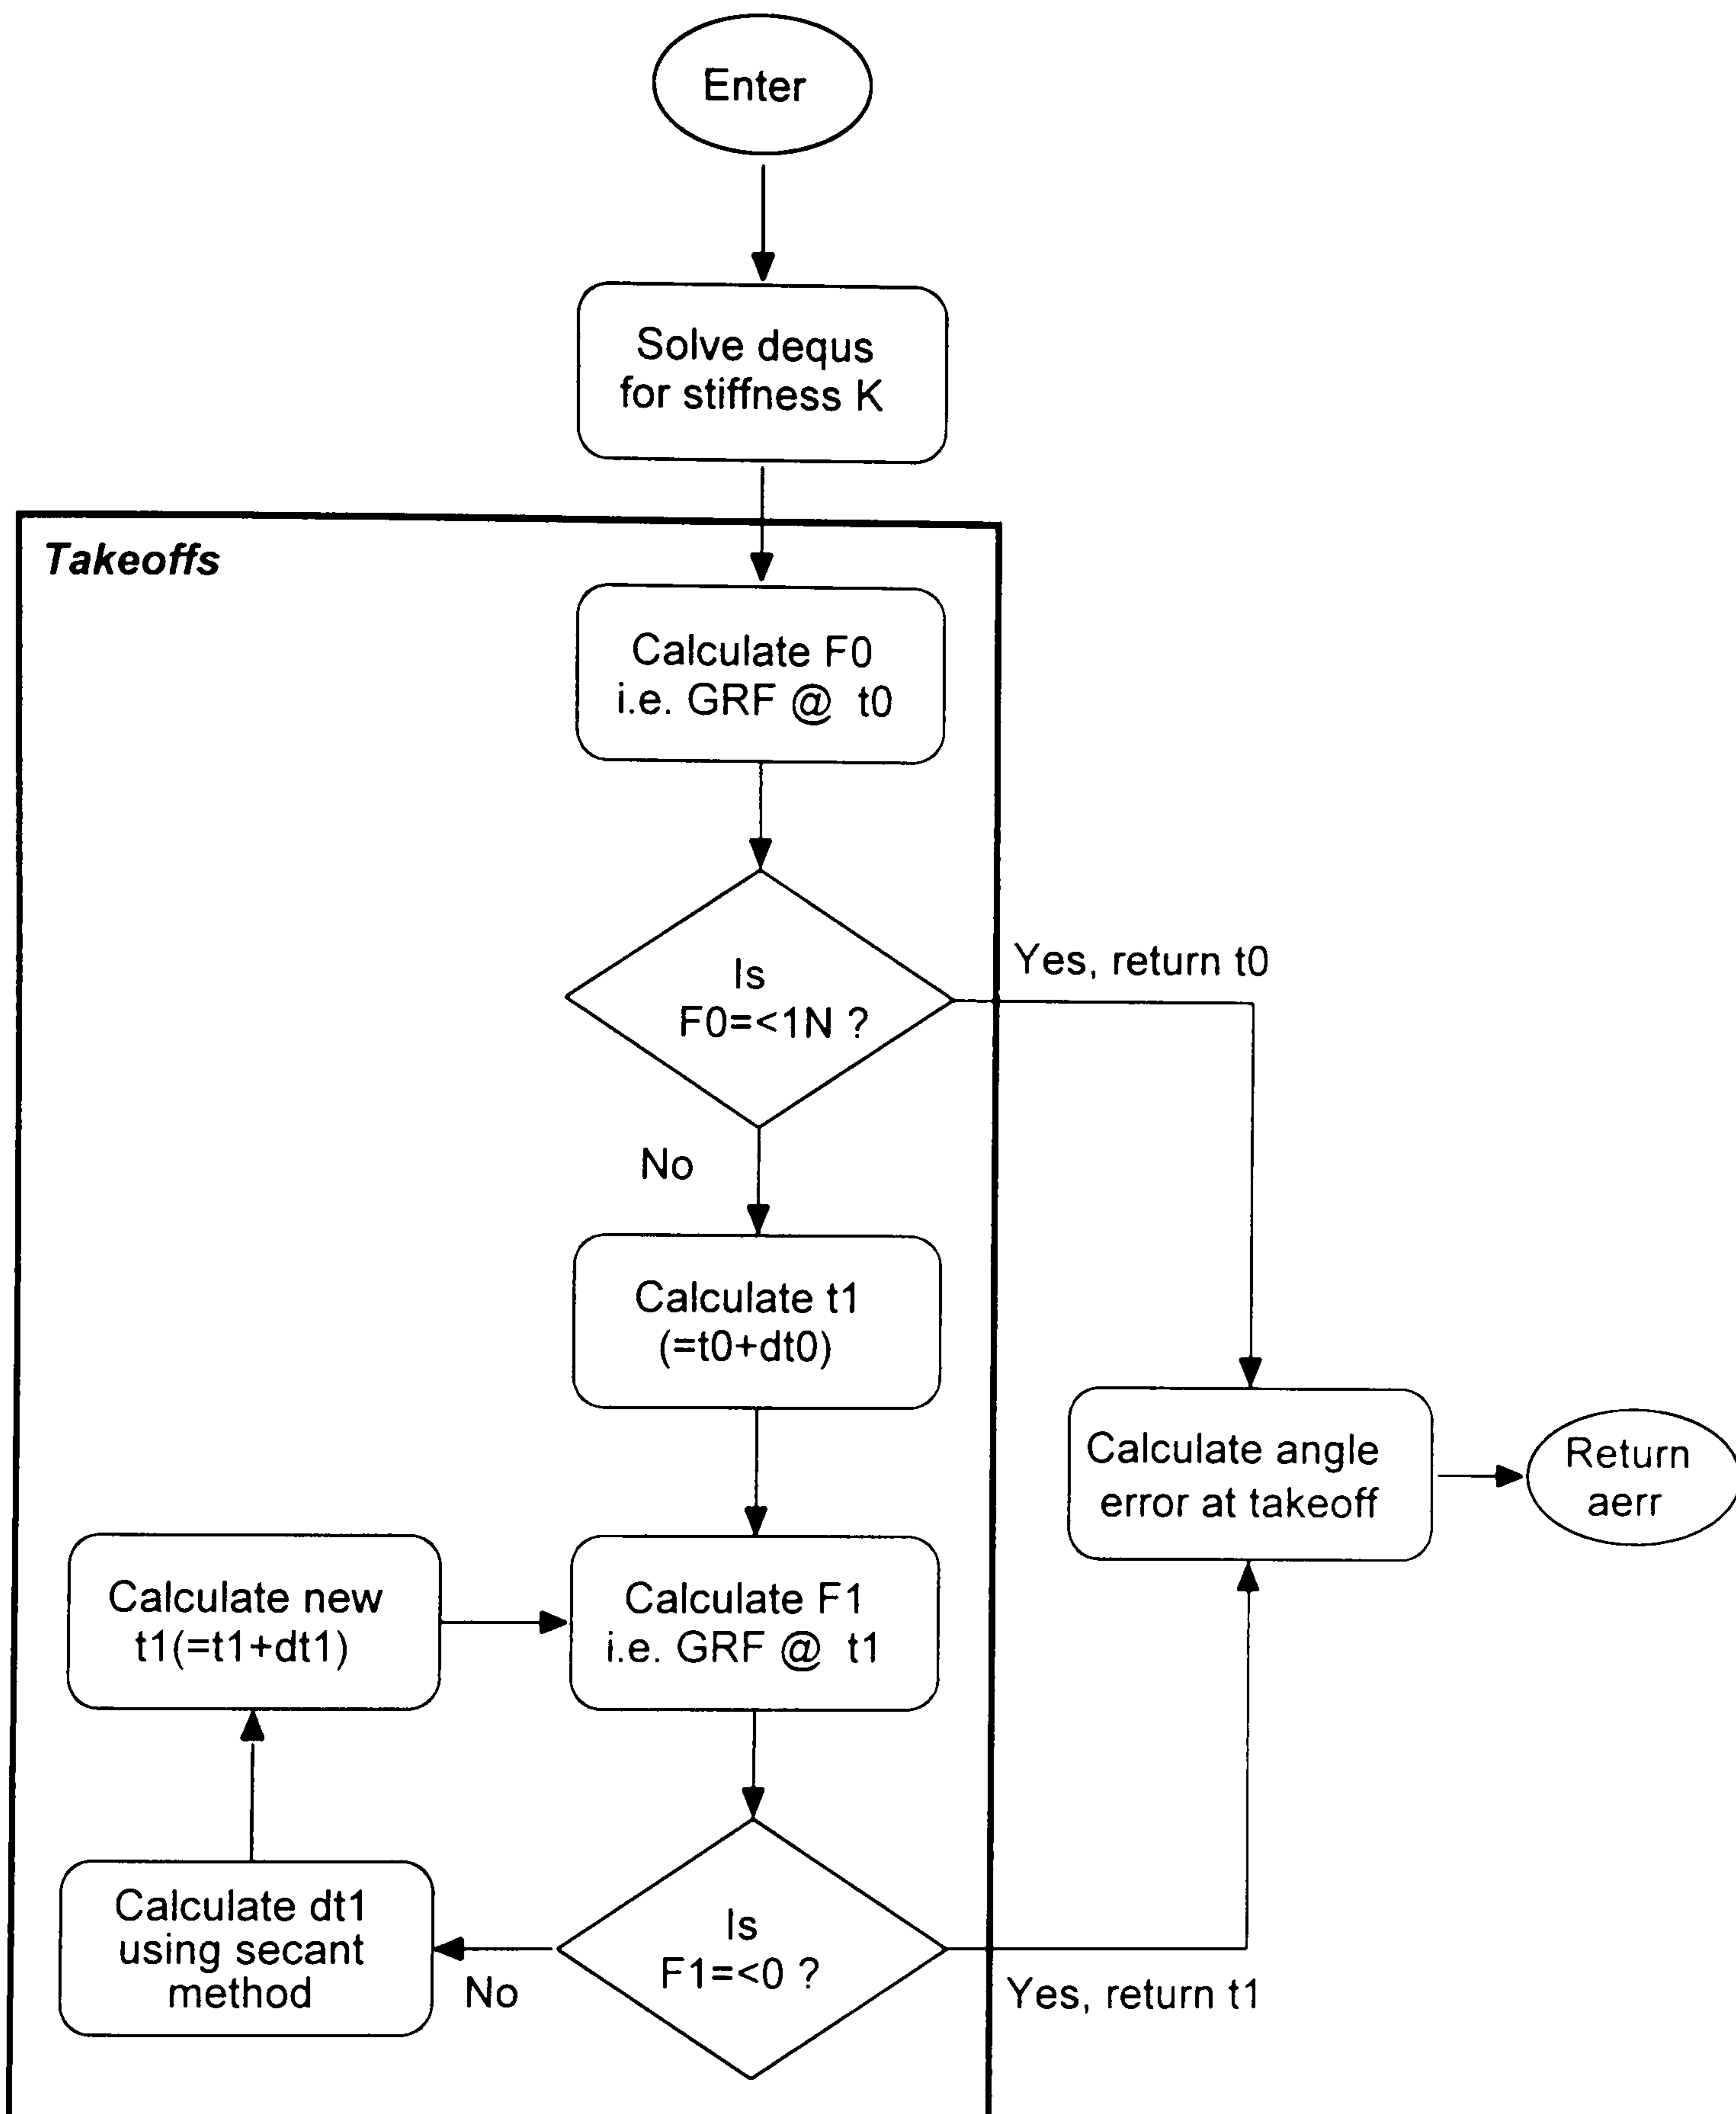 Enter
Solve dequs
for stiffness K
Takeoffs
Calculate F0
i.e. GRF @ t0
Is
F0=<1N ?
Yes, return t0
No
Calculate t1
(=t0+dt0)
Calculate angle
error at takeoff
Return
aerr
Calculate new
t1(=t1+dt1)
Calculate F1
i.e. GRF @ t1
Calculate dt1
using secant
method
No
Is
F1=<0 ?
Yes, return t1